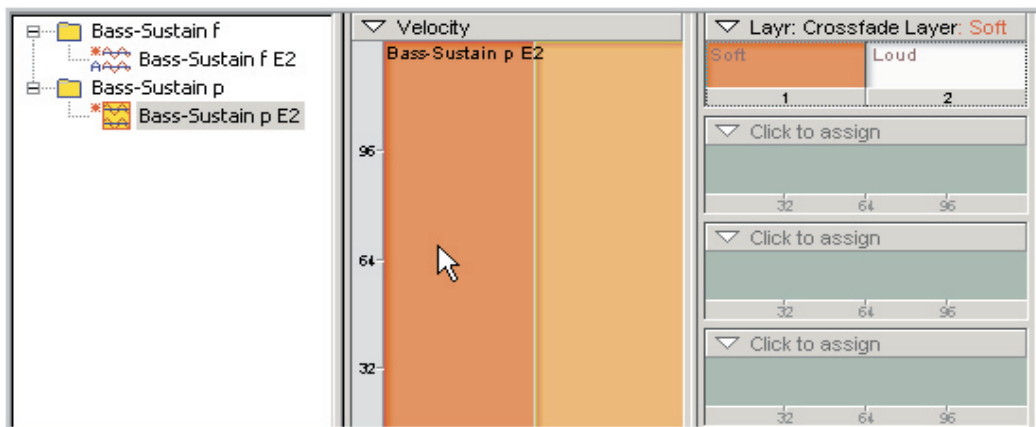 Bass-Sustain f
Bass-Sustain f E2
Bass-Sustain p
Bass-Sustain p E2
Velocity
Bass-Sustain p E2
96
64
32
Layr: Crossfade Layer: Soft
Soft Loud
1 2
Click to assign
32 64 96
Click to assign
32 64 96
Click to assign
32 64 96